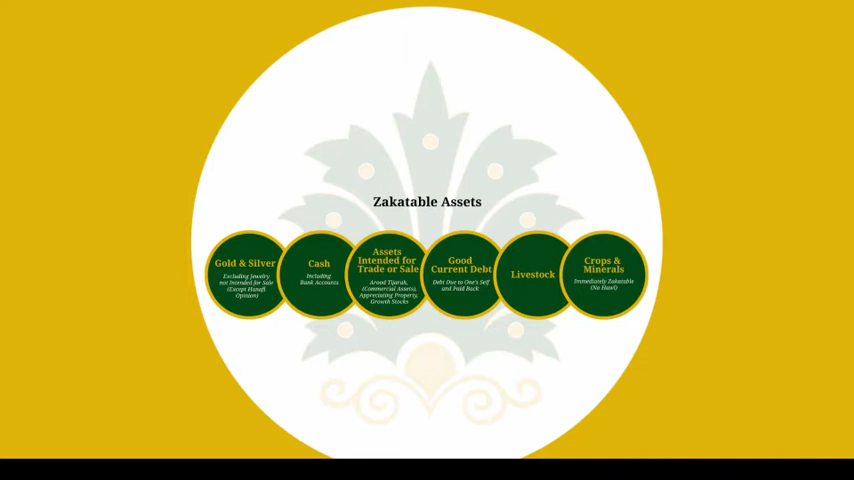 Zakatable Assets
Gold & Silver
Excluding Jewelry
not Intended for Sale
(Except Hanafi
Opinion)
Cash
Including
Bank Accounts
Assets
Intended for
Trade or Sale
Arood Tijarah,
(Commercial Assets),
Appreciating Property,
Growth Stocks
Good
Current Debt
Debt Due to One's Self
and Paid Back
Livestock
Crops &
Minerals
Immediately Zakatable
(No Hawl)